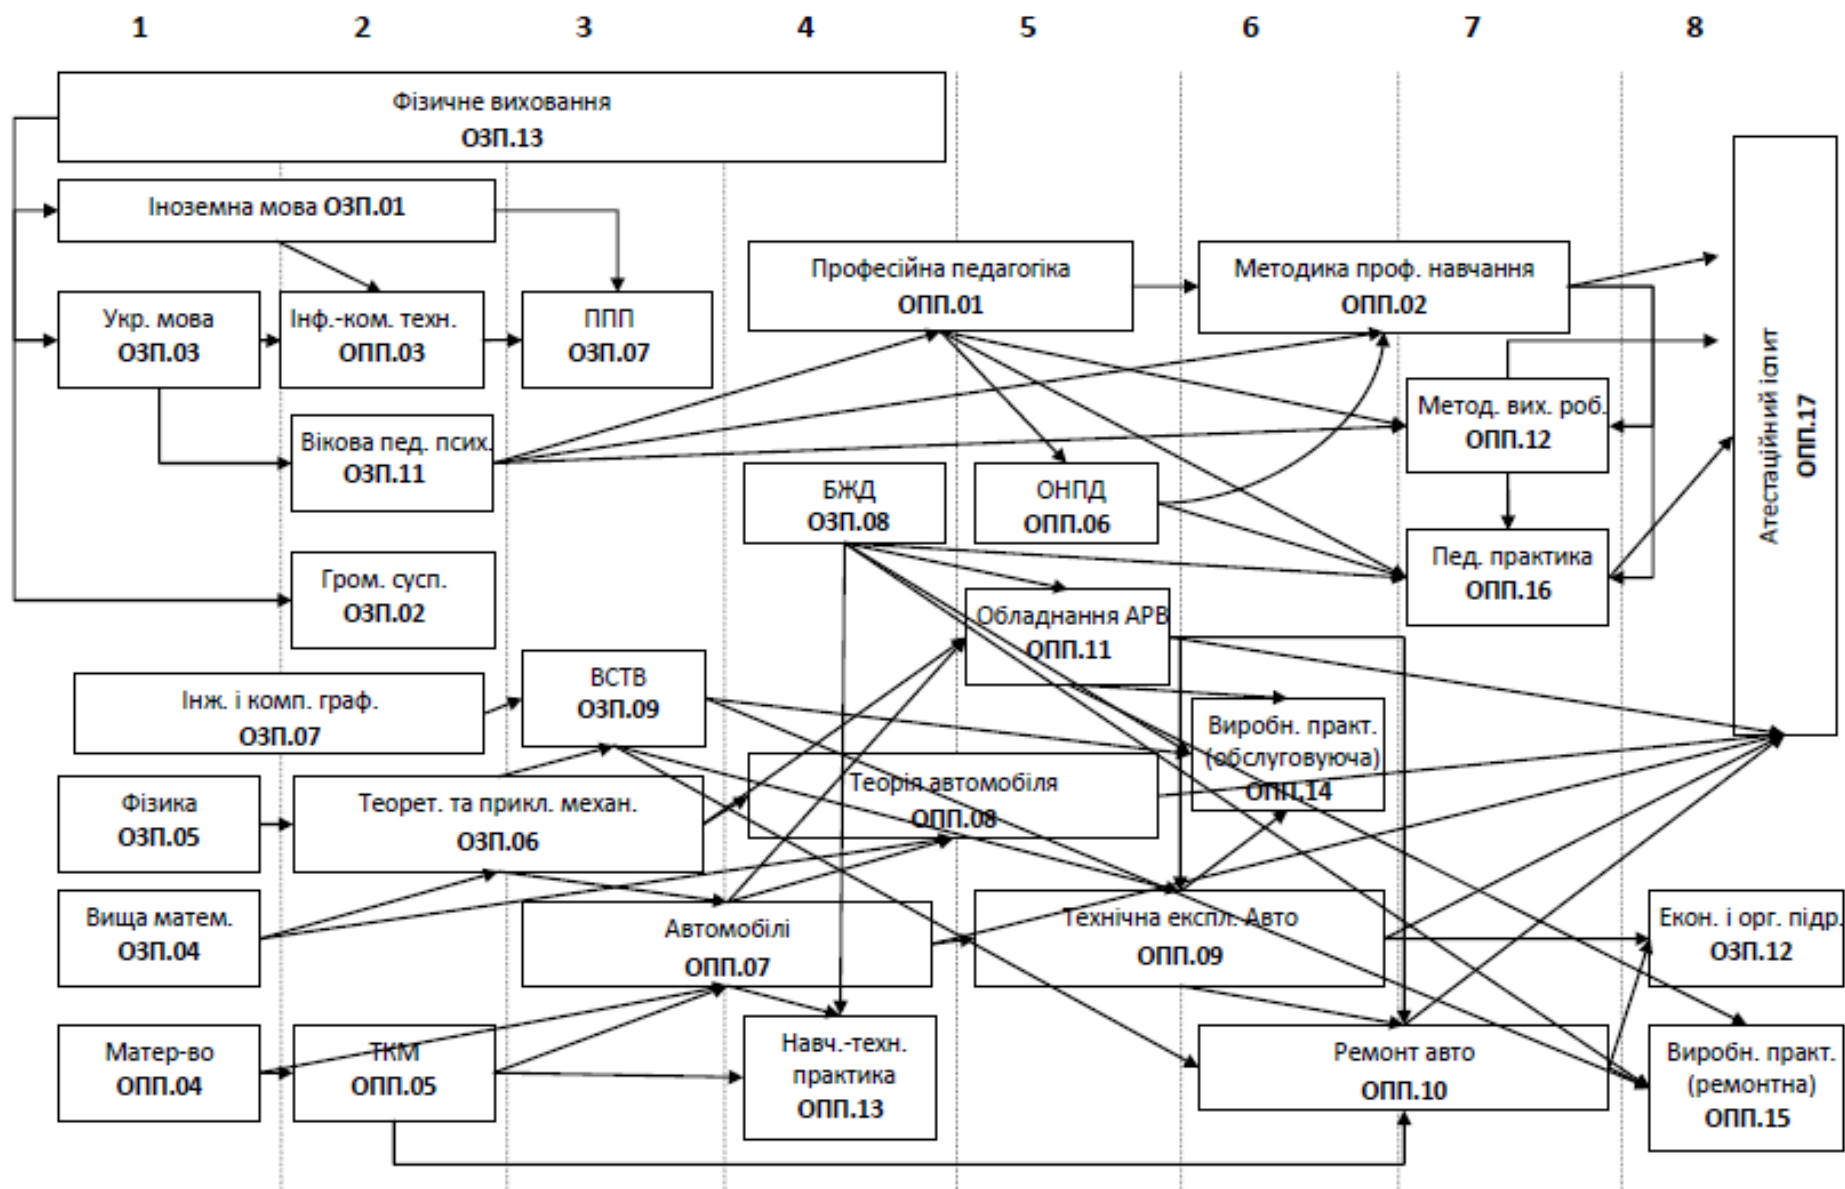 1 2 3 4 5 6 7 8
Фізичне виховання
ОЗП.13
Іноземна мова ОЗП.01
Укр. мова
ОЗП.03
Інф.-ком. техн.
ОПП.03
ППП
ОЗП.07
Професійна педагогіка
ОПП.01
Методика проф. навчання
ОПП.02
Вікова пед. псих.
ОЗП.11
БЖД
ОЗП.08
ОНПД
ОПП.06
Метод. вих. роб.
ОПП.12
Пед. практика
ОПП.16
Атестаційний іспит
ОПП.17
Гром. сусп.
ОЗП.02
Обладнання АРВ
ОПП.11
Інж. і комп. граф.
ОЗП.07
ВСТВ
ОЗП.09
Виробн. практ.
(обслуговуюча)
ОПП.14
Фізика
ОЗП.05
Теорет. та прикл. механ.
ОЗП.06
Теорія автомобіля
ОПП.08
Вища матем.
ОЗП.04
Автомобілі
ОПП.07
Технічна експл. Авто
ОПП.09
Екон. і орг. підр.
ОЗП.12
Матер-во
ОПП.04
ТКМ
ОПП.05
Навч.-техн.
практика
ОПП.13
Ремонт авто
ОПП.10
Виробн. практ.
(ремонтна)
ОПП.15